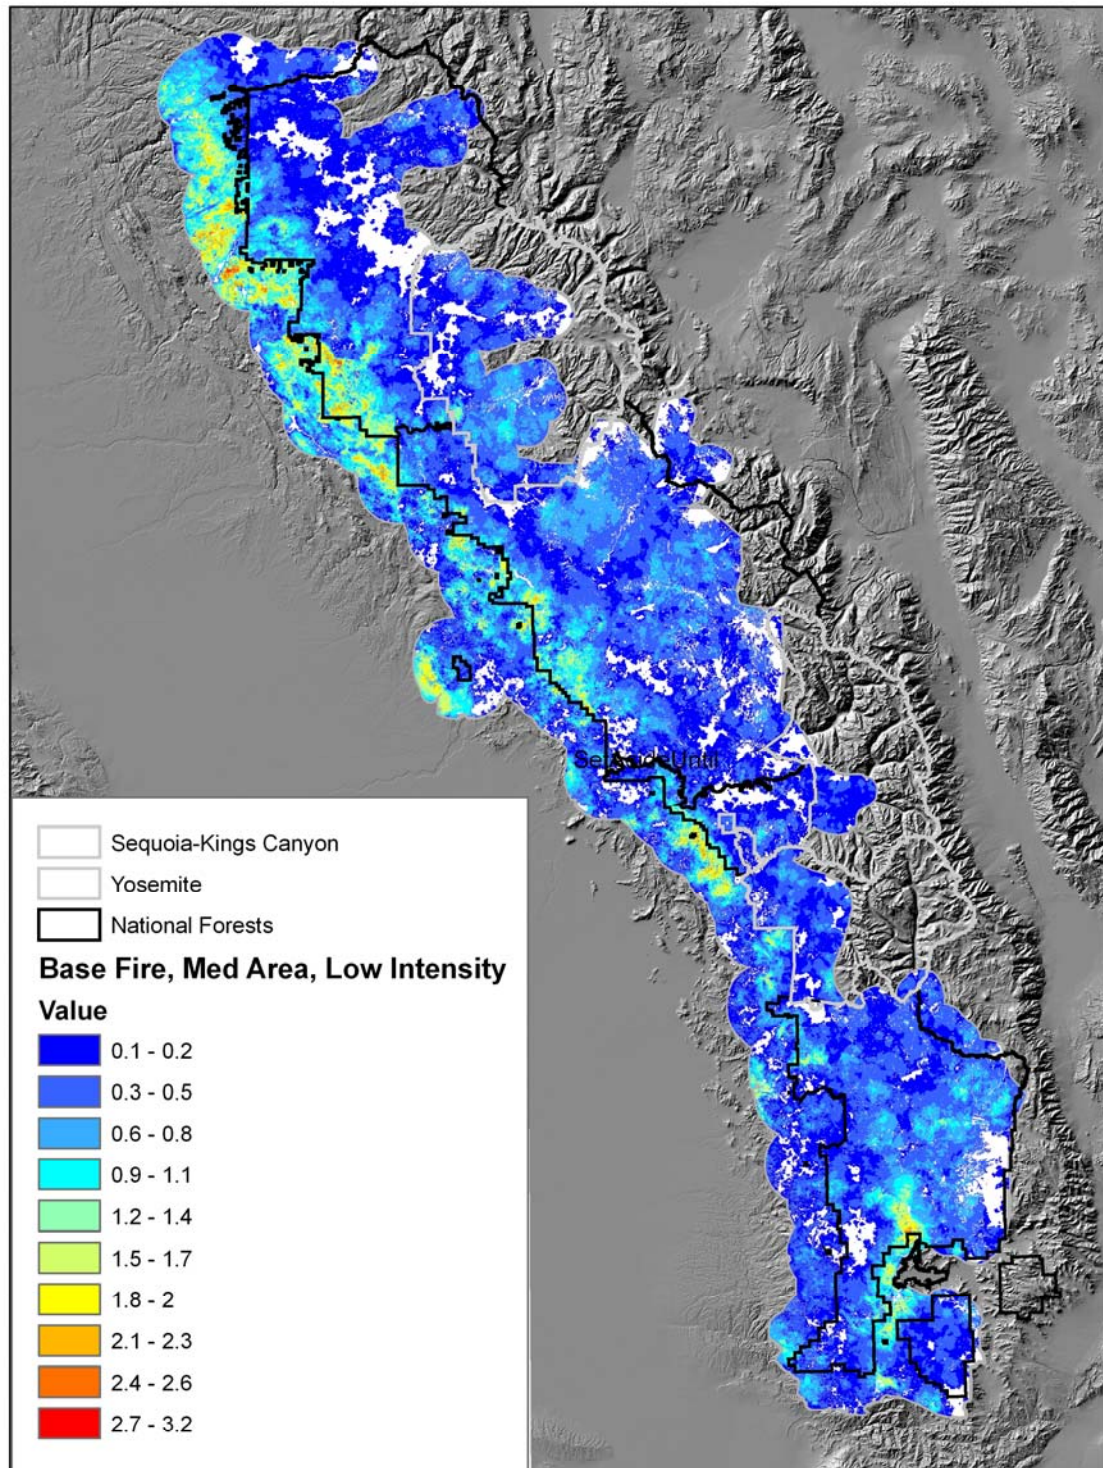 Sequoia-Kings Canyon
Yosemite
National Forests
Base Fire, Med Area, Low Intensity
Value
0.1 - 0.2
0.3 - 0.5
0.6 - 0.8
0.9 - 1.1
1.2 - 1.4
1.5 - 1.7
1.8 - 2
2.1 - 2.3
2.4 - 2.6
2.7 - 3.2